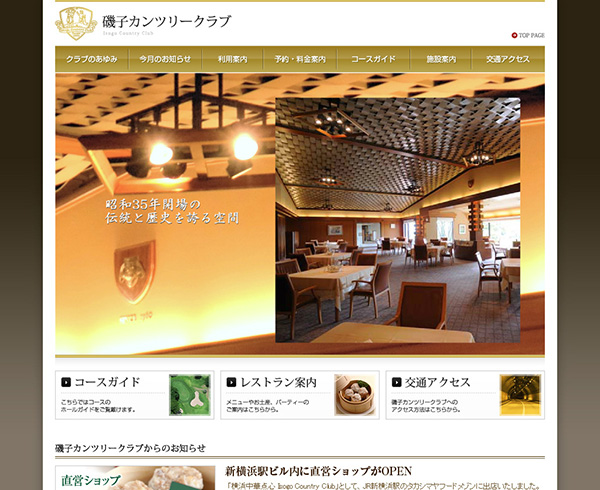 磯子カンツリークラブ
Isogo Country Club
TOP PAGE
クラブのあゆみ 今月のお知らせ 利用案内 予約・料金案内 コースガイド 施設案内 交通アクセス
昭和35年開場の
伝統と歴史を誇る空間
コースガイド
こちらではコースの
ホールガイドをご覧頂けます。
レストラン案内
メニューやお土産、パーティーの
ご案内はこちらから。
交通アクセス
磯子カンツリークラブへの
アクセス方法はこちらから。
磯子カンツリークラブからのお知らせ
直営ショップ
新横浜駅ビル内に直営ショップがOPEN
「横浜中華点心 Isogo Country Club」として、JR新横浜駅のタカシマヤフードメゾンに出店いたしました。